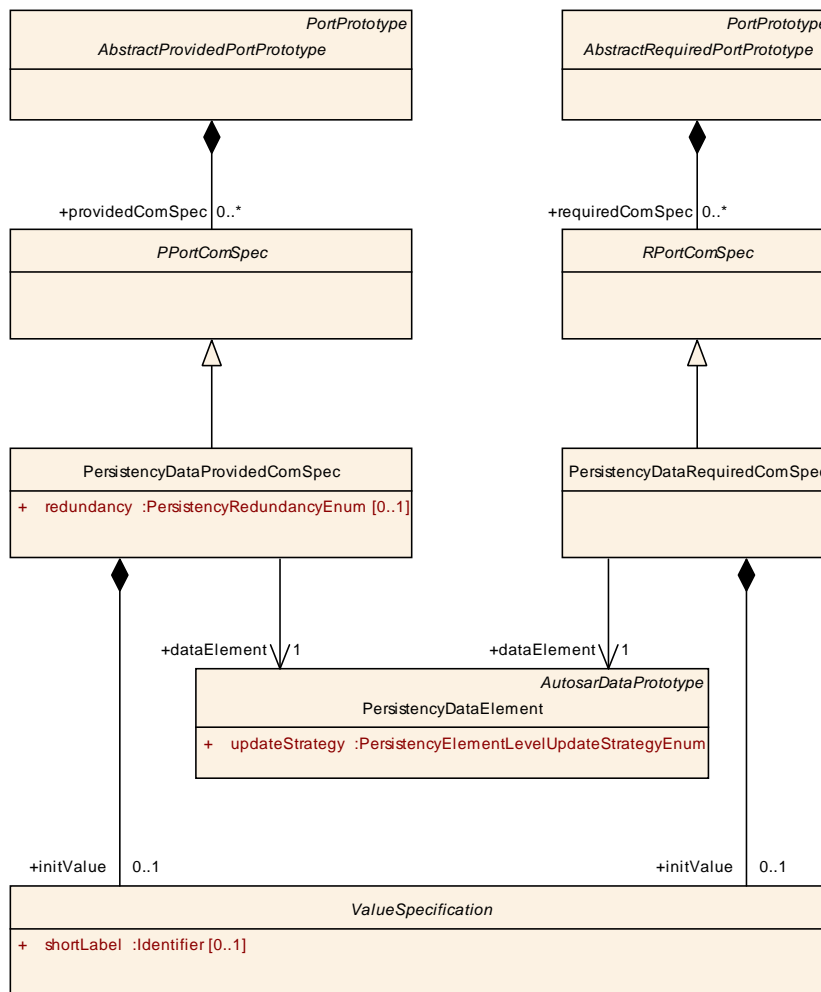 PortPrototype
AbstractProvidedPortPrototype
PortPrototype
AbstractRequiredPortPrototype
+providedComSpec 0..*
+requiredComSpec 0..*
PPortComSpec
RPortComSpec
PersistencyDataProvidedComSpec
+ redundancy :PersistencyRedundancyEnum [0..1]
PersistencyDataRequiredComSpec
+dataElement 1
+dataElement 1
AutosarDataPrototype
PersistencyDataElement
+ updateStrategy :PersistencyElementLevelUpdateStrategyEnum
+initValue 0..1
+initValue 0..1
ValueSpecification
+ shortLabel :Identifier [0..1]